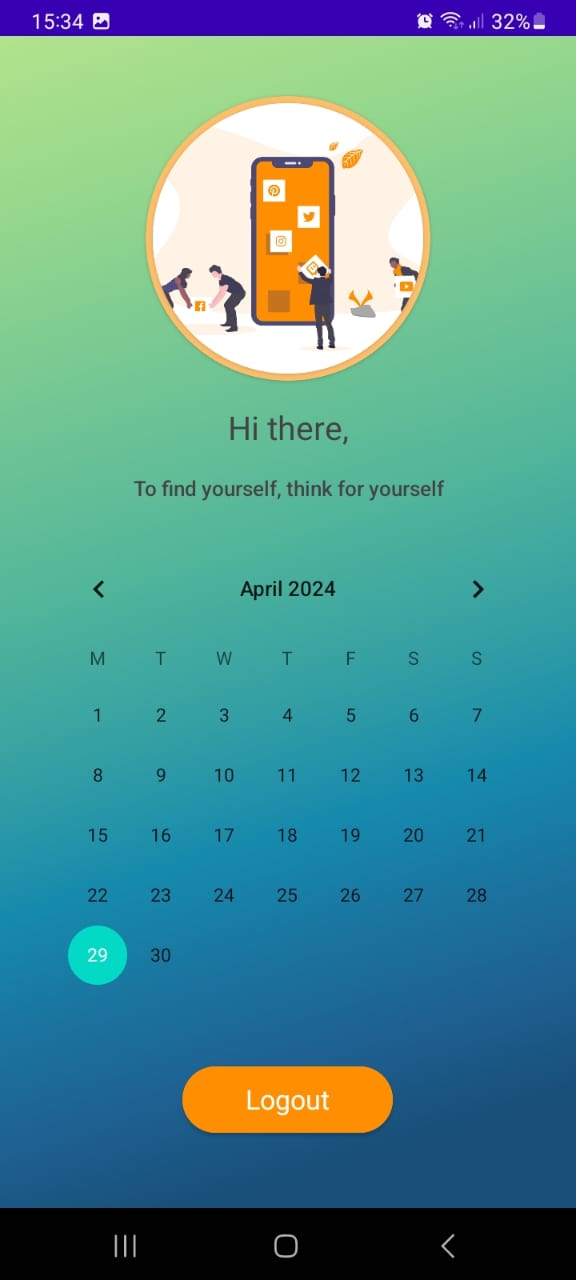 15:34 32%
Hi there,
To find yourself, think for yourself
April 2024
M T W T F S S
1 2 3 4 5 6 7
8 9 10 11 12 13 14
15 16 17 18 19 20 21
22 23 24 25 26 27 28
29 30
Logout